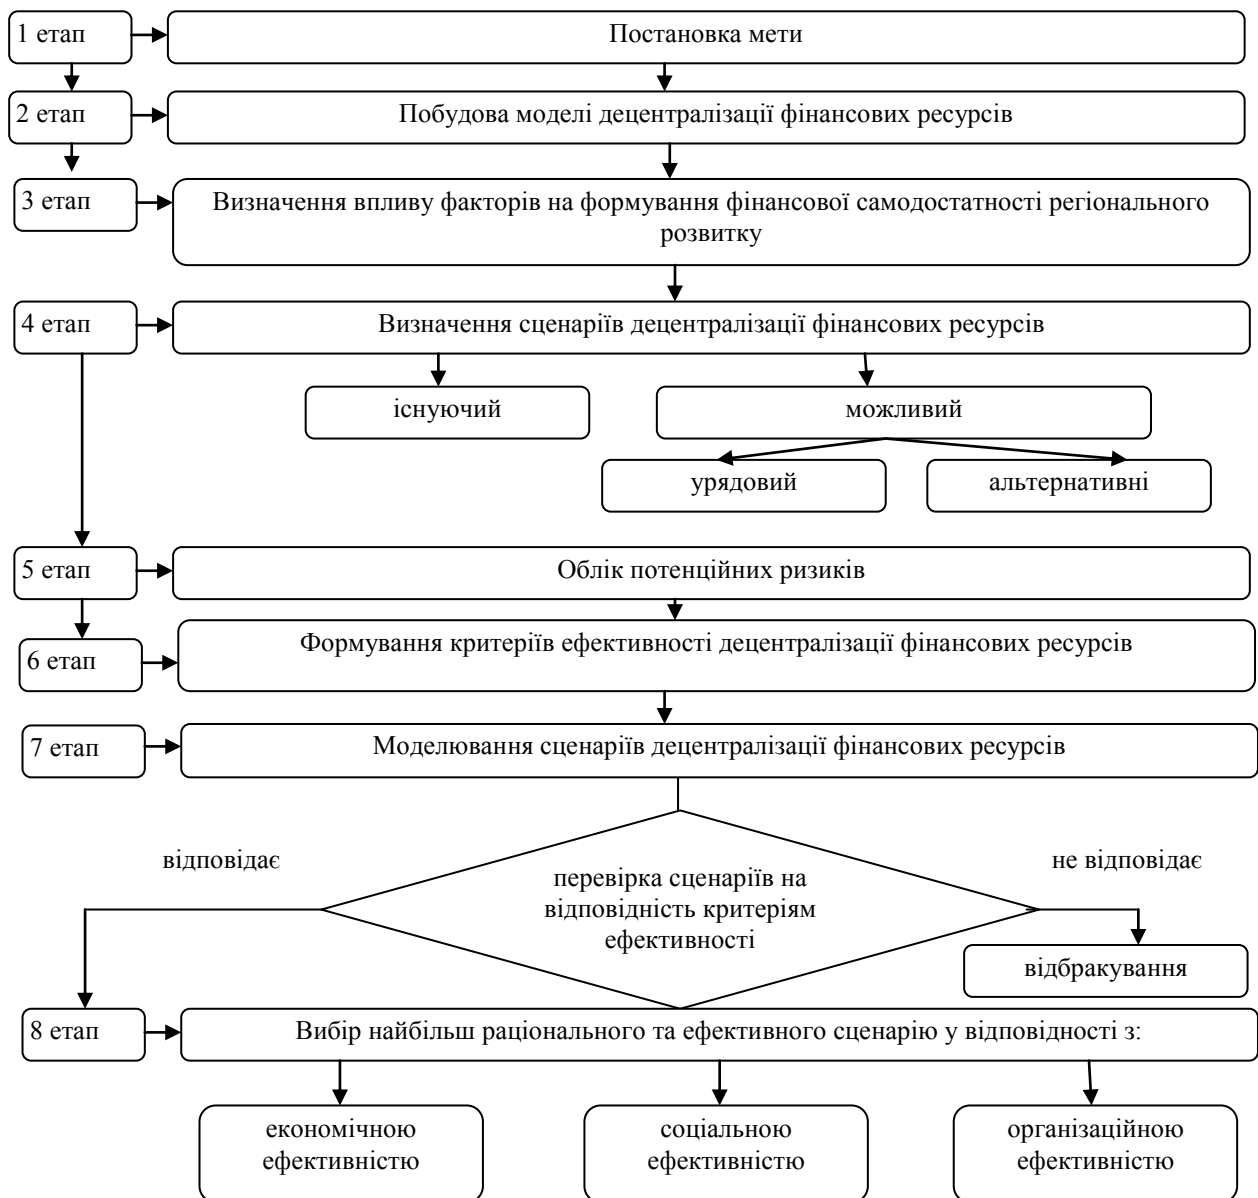 1 етап
Постановка мети
2 етап
Побудова моделі децентралізації фінансових ресурсів
3 етап
Визначення впливу факторів на формування фінансової самодостатності регіонального
розвитку
4 етап
Визначення сценаріїв децентралізації фінансових ресурсів
існуючий
можливий
урядовий
альтернативні
5 етап
Облік потенційних ризиків
6 етап
Формування критеріїв ефективності децентралізації фінансових ресурсів
7 етап
Моделювання сценаріїв децентралізації фінансових ресурсів
відповідає
не відповідає
перевірка сценаріїв на
відповідність критеріям
ефективності
відбракування
8 етап
Вибір найбільш раціонального та ефективного сценарію у відповідності з:
економічною
ефективністю
соціальною
ефективністю
організаційною
ефективністю